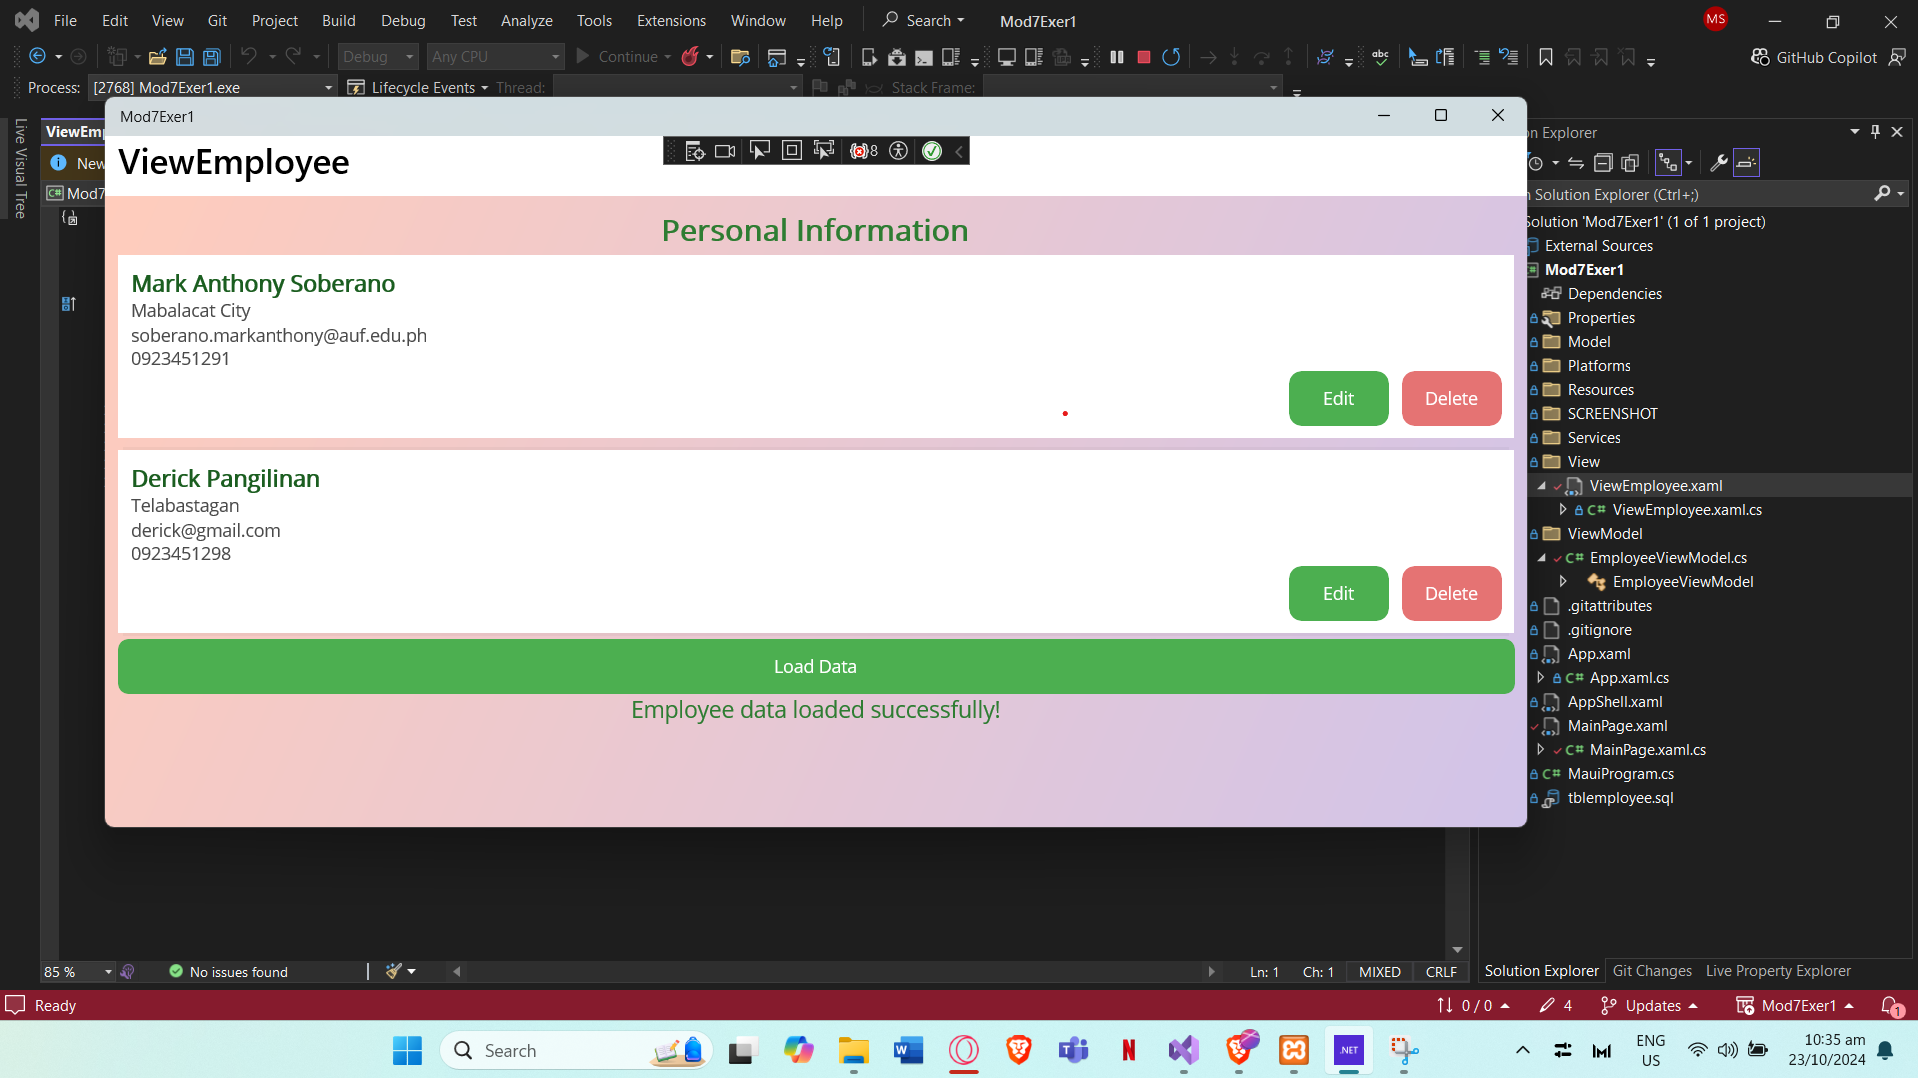 File Edit View Git Project Build Debug Test Analyze Tools Extensions Window Help Search Mod7Exer1 MS
Debug Any CPU Continue GitHub Copilot
Process: [2768] Mod7Exer1.exe Lifecycle Events Thread: Stack Frame:
Live Visual Tree
ViewEmp
New
C# Mod7
Mod7Exer1
ViewEmployee
8
Personal Information
Mark Anthony Soberano
Mabalacat City
soberano.markanthony@auf.edu.ph
0923451291
Edit Delete
Derick Pangilinan
Telabastagan
derick@gmail.com
0923451298
Edit Delete
Load Data
Employee data loaded successfully!
on Explorer
Solution Explorer (Ctrl+;)
Solution 'Mod7Exer1' (1 of 1 project)
External Sources
Mod7Exer1
Dependencies
Properties
Model
Platforms
Resources
SCREENSHOT
Services
View
ViewEmployee.xaml
C# ViewEmployee.xaml.cs
ViewModel
C# EmployeeViewModel.cs
EmployeeViewModel
.gitattributes
.gitignore
App.xaml
C# App.xaml.cs
AppShell.xaml
MainPage.xaml
C# MainPage.xaml.cs
C# MauiProgram.cs
tblemployee.sql
85 % No issues found Ln: 1 Ch: 1 MIXED CRLF
Solution Explorer Git Changes Live Property Explorer
Ready 0 / 0 4 Updates Mod7Exer1 1
Search
W
N
.NET
ENG
US
10:35 am
23/10/2024